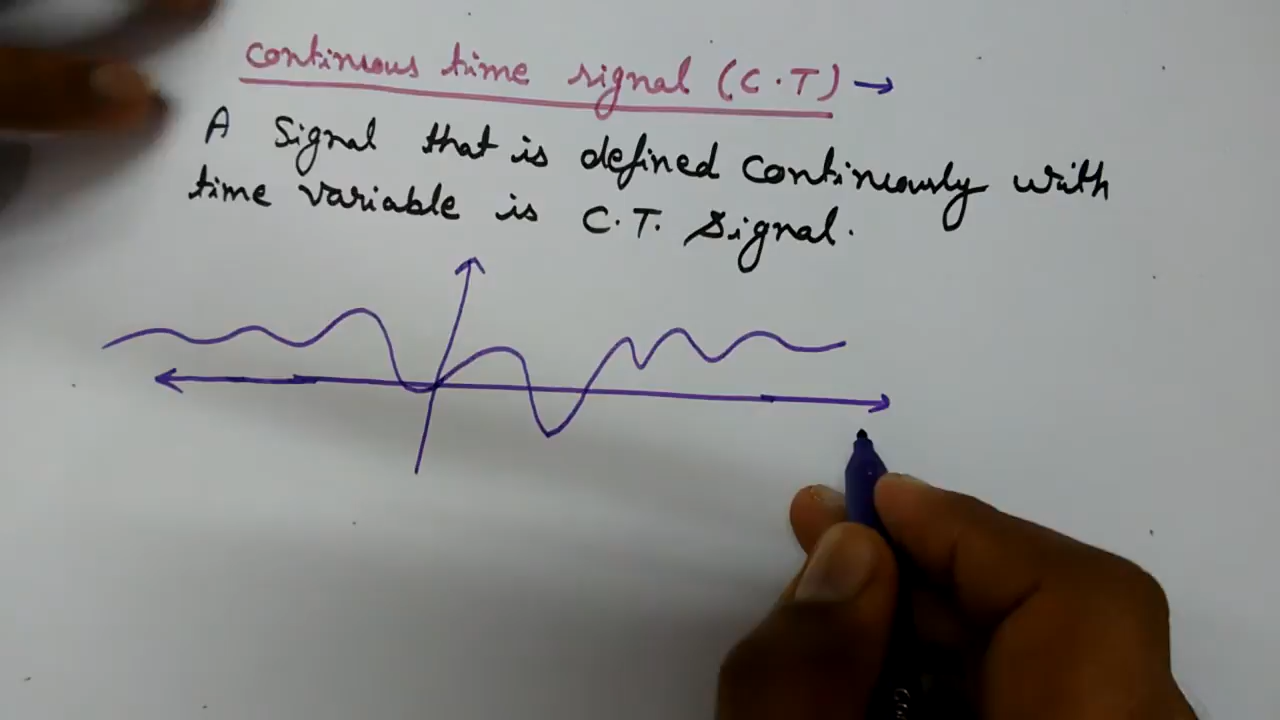 continuous time signal (C.T) →
A Signal that is defined continuously with
time variable is C.T. Signal.